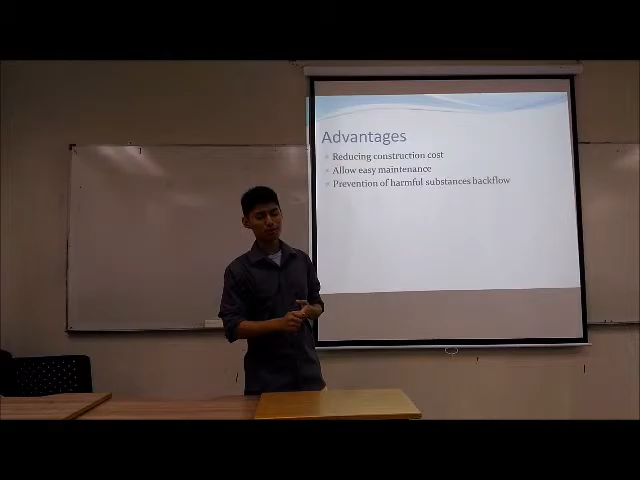 Advantages
Reducing construction cost
Allow easy maintenance
Prevention of harmful substances backflow